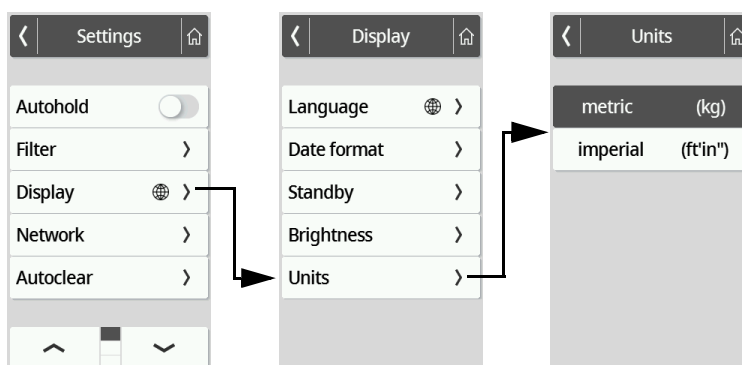 Settings
Autohold
Filter
Display
Network
Autoclear
Display
Language
Date format
Standby
Brightness
Units
Units
metric (kg)
imperial (ft'in")